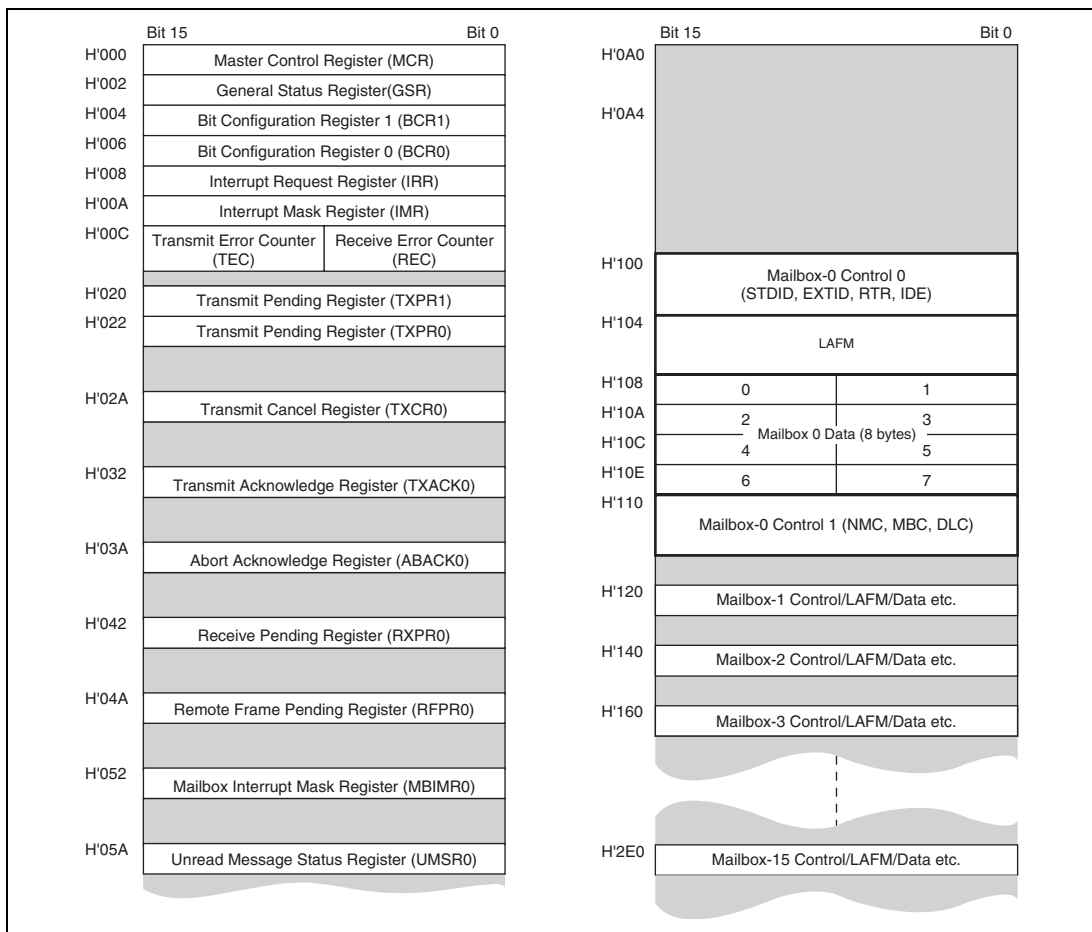 Bit 15 Bit 0
H'000 Master Control Register (MCR)
H'002 General Status Register(GSR)
H'004 Bit Configuration Register 1 (BCR1)
H'006 Bit Configuration Register 0 (BCR0)
H'008 Interrupt Request Register (IRR)
H'00A Interrupt Mask Register (IMR)
H'00C Transmit Error Counter (TEC) Receive Error Counter (REC)
H'020 Transmit Pending Register (TXPR1)
H'022 Transmit Pending Register (TXPR0)
H'02A Transmit Cancel Register (TXCR0)
H'032 Transmit Acknowledge Register (TXACK0)
H'03A Abort Acknowledge Register (ABACK0)
H'042 Receive Pending Register (RXPR0)
H'04A Remote Frame Pending Register (RFPR0)
H'052 Mailbox Interrupt Mask Register (MBIMR0)
H'05A Unread Message Status Register (UMSR0)
Bit 15 Bit 0
H'0A0
H'0A4
H'100 Mailbox-0 Control 0
(STDID, EXTID, RTR, IDE)
H'104 LAFM
H'108 0 1
H'10A 2 3
Mailbox 0 Data (8 bytes)
H'10C 4 5
H'10E 6 7
H'110 Mailbox-0 Control 1 (NMC, MBC, DLC)
H'120 Mailbox-1 Control/LAFM/Data etc.
H'140 Mailbox-2 Control/LAFM/Data etc.
H'160 Mailbox-3 Control/LAFM/Data etc.
H'2E0 Mailbox-15 Control/LAFM/Data etc.